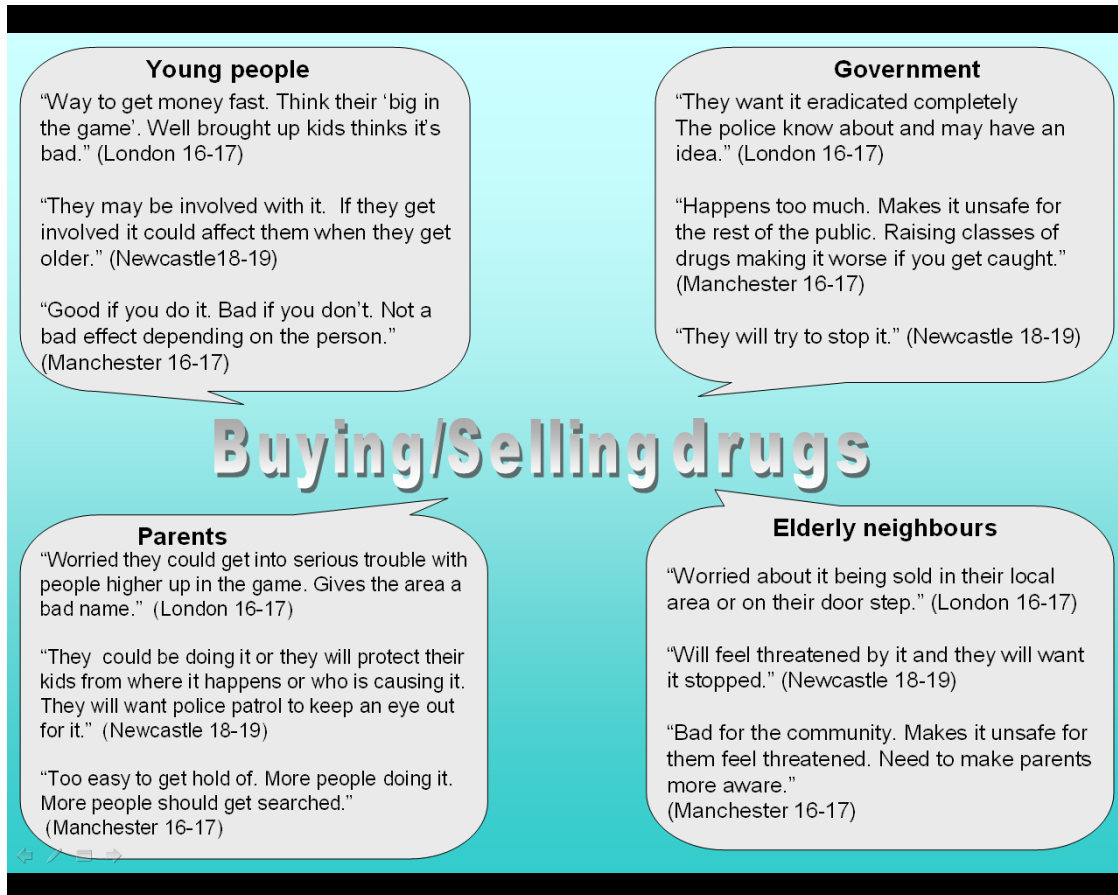 Young people
“Way to get money fast. Think their ‘big in
the game’. Well brought up kids thinks it’s
bad.” (London 16-17)
“They may be involved with it.  If they get
involved it could affect them when they get
older.” (Newcastle18-19)
“Good if you do it. Bad if you don’t. Not a
bad effect depending on the person.”
(Manchester 16-17)
Government
“They want it eradicated completely
The police know about and may have an
idea.” (London 16-17)
“Happens too much. Makes it unsafe for
the rest of the public. Raising classes of
drugs making it worse if you get caught.”
(Manchester 16-17)
“They will try to stop it.” (Newcastle 18-19)
Buying/Selling drugs
Parents
“Worried they could get into serious trouble with
people higher up in the game. Gives the area a
bad name.”  (London 16-17)
“They  could be doing it or they will protect their
kids from where it happens or who is causing it.
They will want police patrol to keep an eye out
for it.”  (Newcastle 18-19)
“Too easy to get hold of. More people doing it.
More people should get searched.”
(Manchester 16-17)
Elderly neighbours
“Worried about it being sold in their local
area or on their door step.” (London 16-17)
“Will feel threatened by it and they will want
it stopped.” (Newcastle 18-19)
“Bad for the community. Makes it unsafe for
them feel threatened. Need to make parents
more aware.”
(Manchester 16-17)